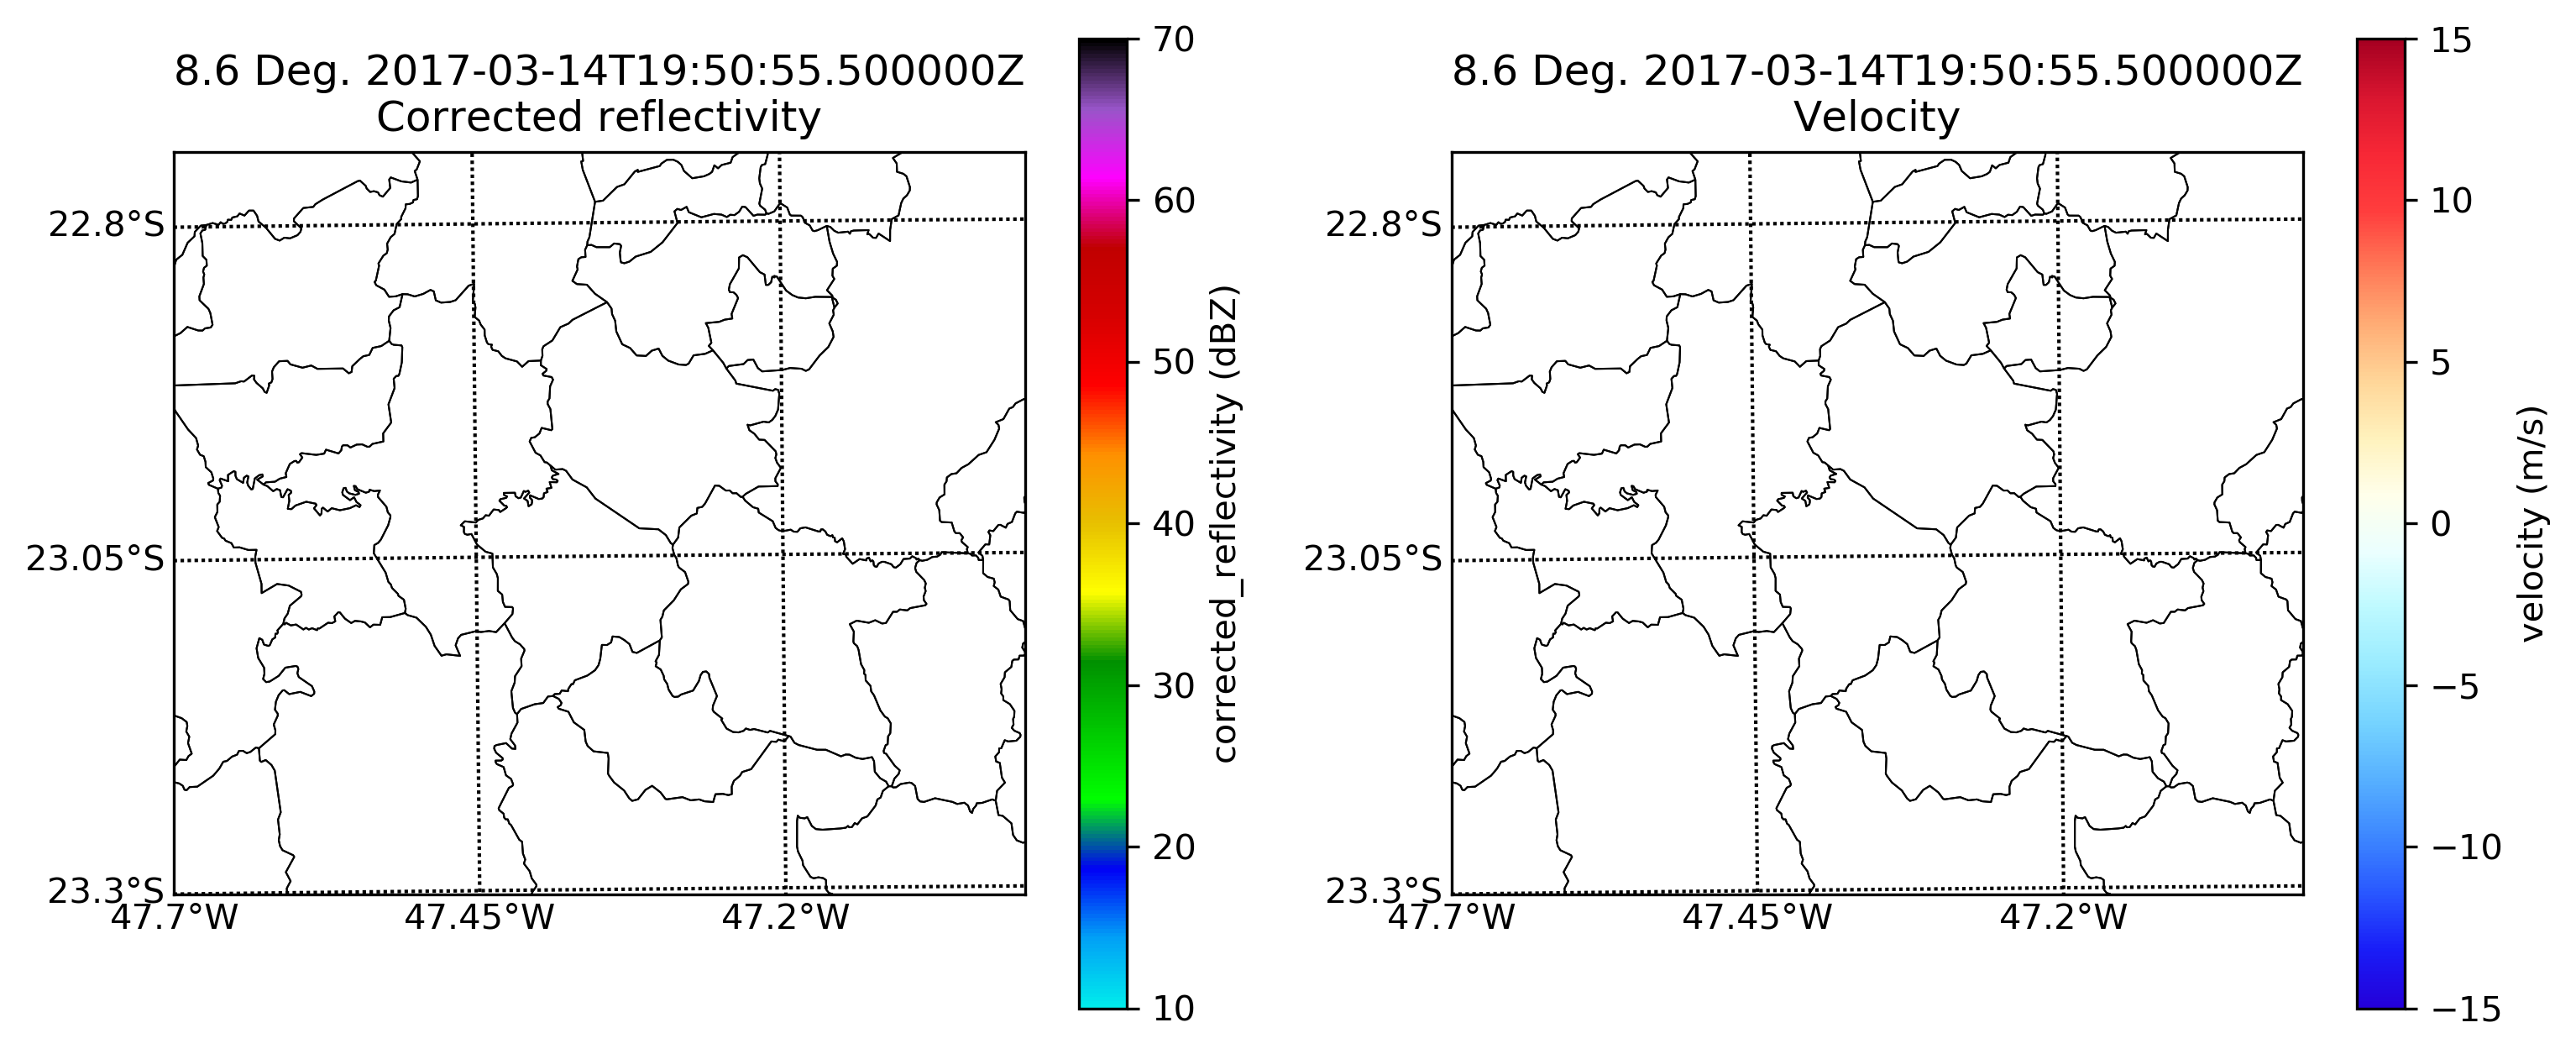 8.6 Deg. 2017-03-14T19:50:55.500000Z
Corrected reflectivity
22.8°S
23.05°S
23.3°S
47.7°W
47.45°W
47.2°W
70
60
50
40
30
20
10
corrected_reflectivity (dBZ)
8.6 Deg. 2017-03-14T19:50:55.500000Z
Velocity
22.8°S
23.05°S
23.3°S
47.7°W
47.45°W
47.2°W
15
10
5
0
−5
−10
−15
velocity (m/s)